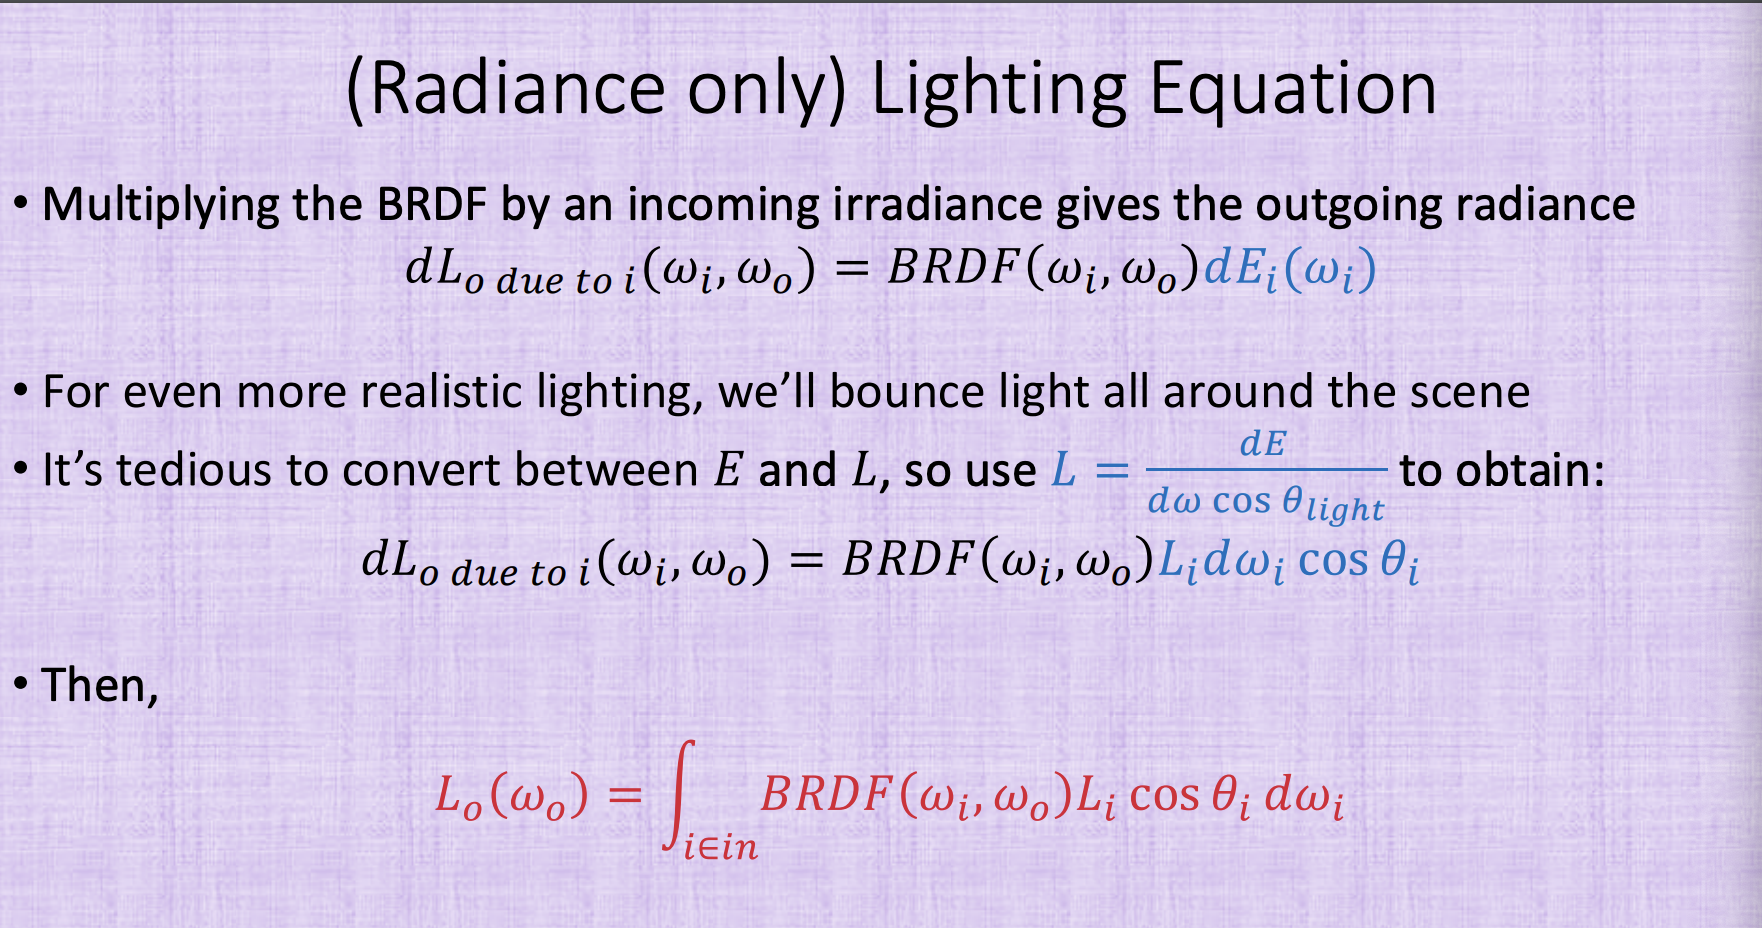 (Radiance only) Lighting Equation
• Multiplying the BRDF by an incoming irradiance gives the outgoing radiance
$dL_{o\ due\ to\ i}(\omega_i, \omega_o) = BRDF(\omega_i, \omega_o)dE_i(\omega_i)$
• For even more realistic lighting, we’ll bounce light all around the scene
• It’s tedious to convert between $E$ and $L$, so use $L = \frac{dE}{d\omega \cos \theta_{light}}$ to obtain:
$dL_{o\ due\ to\ i}(\omega_i, \omega_o) = BRDF(\omega_i, \omega_o)L_i d\omega_i \cos \theta_i$
• Then,
$L_o(\omega_o) = \int_{i \in in} BRDF(\omega_i, \omega_o)L_i \cos \theta_i \, d\omega_i$